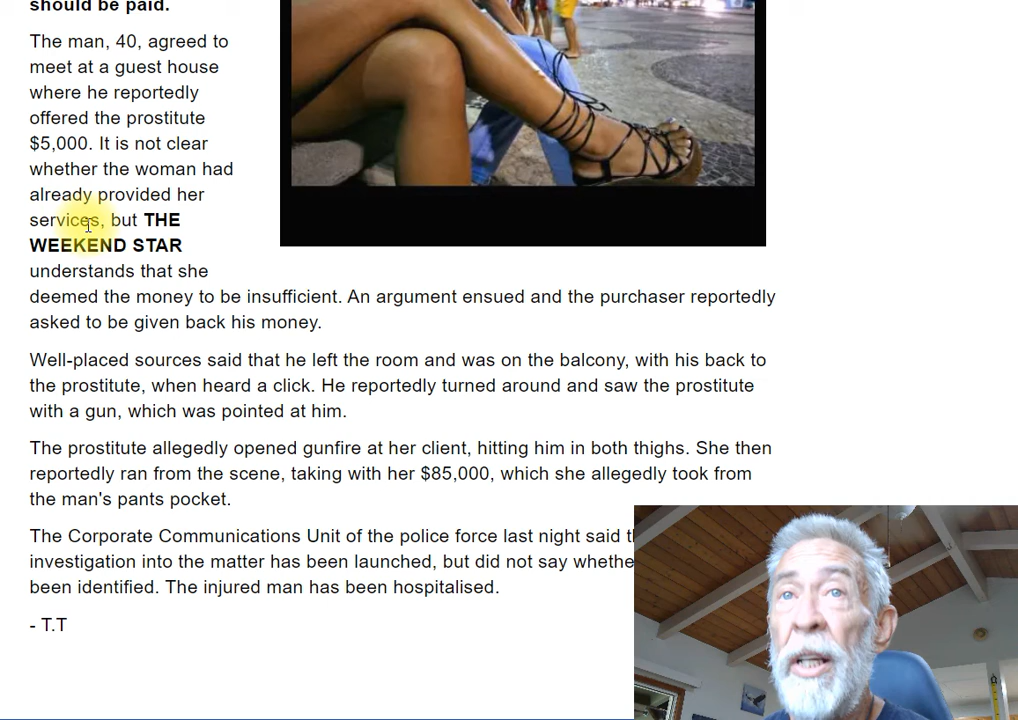 should be paid.
The man, 40, agreed to
meet at a guest house
where he reportedly
offered the prostitute
$5,000. It is not clear
whether the woman had
already provided her
services, but THE
WEEKEND STAR
understands that she
deemed the money to be insufficient. An argument ensued and the purchaser reportedly
asked to be given back his money.
Well-placed sources said that he left the room and was on the balcony, with his back to
the prostitute, when heard a click. He reportedly turned around and saw the prostitute
with a gun, which was pointed at him.
The prostitute allegedly opened gunfire at her client, hitting him in both thighs. She then
reportedly ran from the scene, taking with her $85,000, which she allegedly took from
the man's pants pocket.
The Corporate Communications Unit of the police force last night said
investigation into the matter has been launched, but did not say
been identified. The injured man has been hospitalised.
- T.T